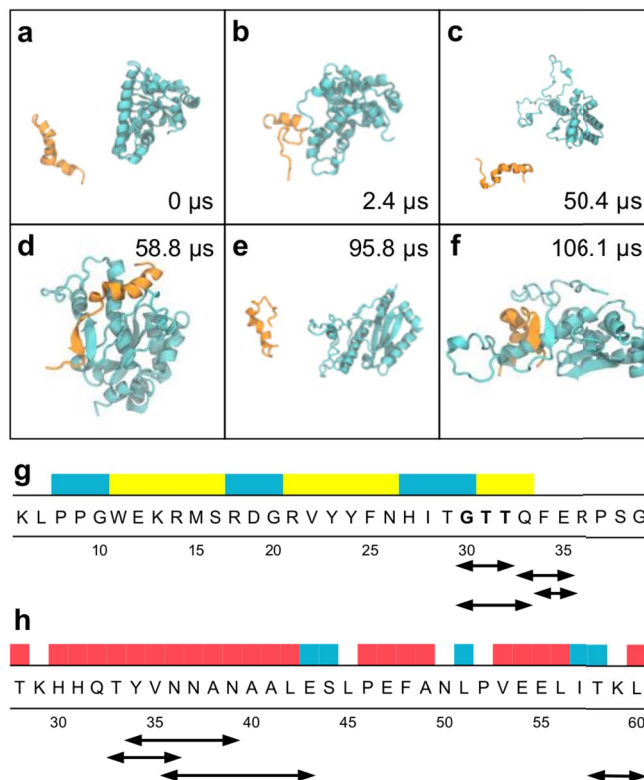 a
0 µs
b
2.4 µs
c
50.4 µs
d
58.8 µs
e
95.8 µs
f
106.1 µs
g
K L P P G W E K R M S R D G R V Y Y F N H I T G T T Q F E R P S G
10 15 20 25 30 35
h
T K H H Q T Y V N N A N A A L E S L P E F A N L P V E E L I T K L
30 35 40 45 50 55 60